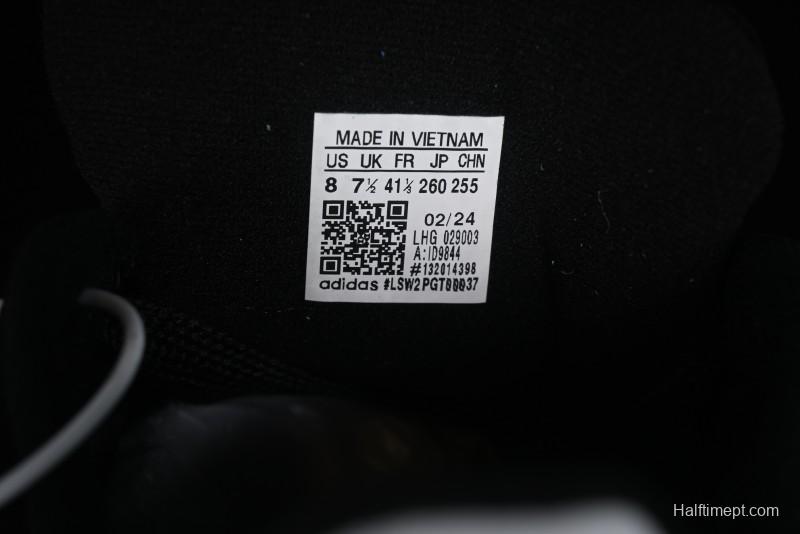 MADE IN VIETNAM
US UK FR JP CHN
8 7½ 41⅓ 260 255
02/24
LHG 029003
A:ID9844
#132014398
adidas #LSW2PGT00037
Halftimept.com